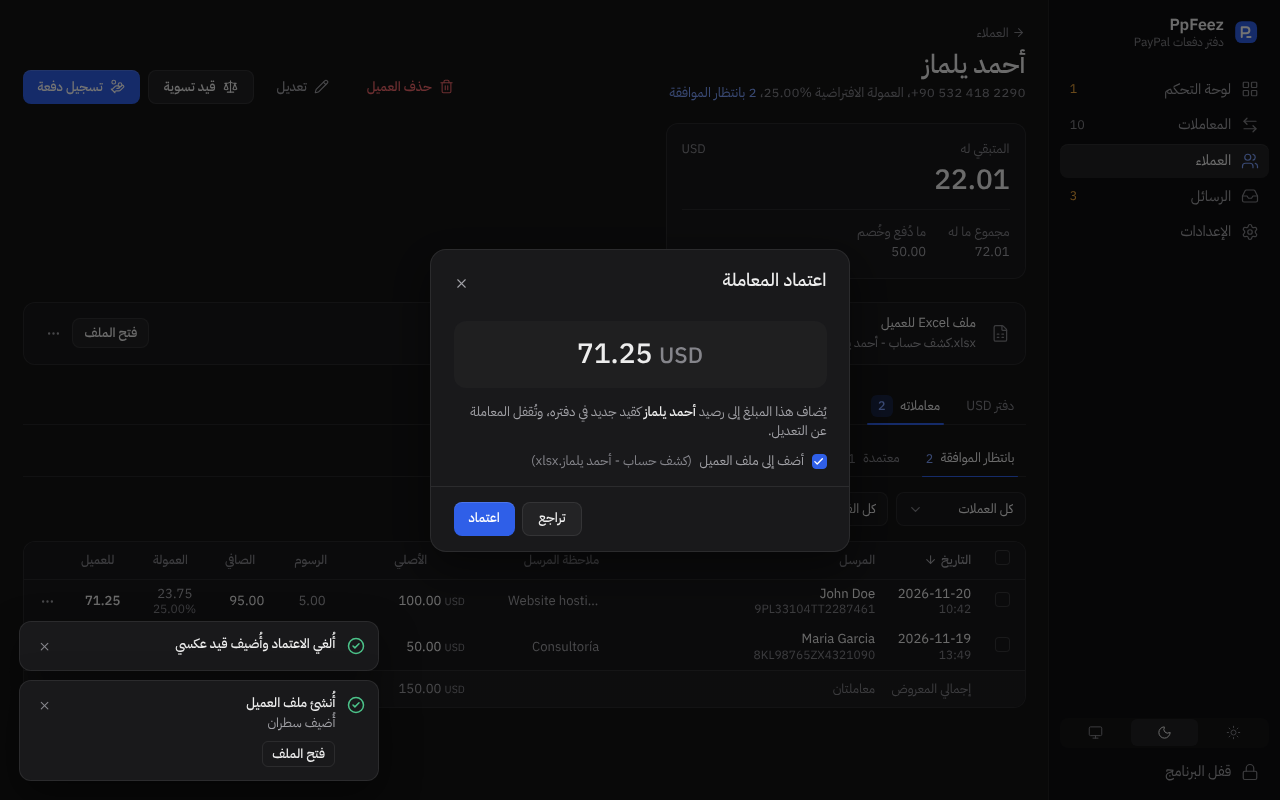 PpFeez
دفتر دفعات PayPal
لوحة التحكم 1
المعاملات 10
العملاء
الرسائل 3
الإعدادات
قفل البرنامج
العملاء
أحمد يلماز
+90 532 418 2290، العمولة الافتراضية 25.00%، 2 بانتظار الموافقة
حذف العميل
تعديل
قيد تسوية
تسجيل دفعة
المتبقي له USD
22.01
مجموع ما له ما دُفع وخُصم
72.01 50.00
ملف Excel للعميل
كشف حساب - أحمد .xlsx
فتح الملف
دفتر USD معاملاته 2
بانتظار الموافقة 2 معتمدة 1
كل العملات
التاريخ المرسل ملاحظة المرسل الأصلي الرسوم الصافي العمولة للعميل
2026-11-20 John Doe Website hosti... 100.00 USD 5.00 95.00 23.75 71.25
10:42 9PL33104TT2287461 25.00%
2026-11-19 Maria Garcia Consultoría 50.00 USD
13:49 8KL98765ZX4321090
إجمالي المعروض معاملتان 150.00 USD
اعتماد المعاملة
71.25 USD
يُضاف هذا المبلغ إلى رصيد أحمد يلماز كقيد جديد في دفتره، وتُقفل المعاملة
عن التعديل.
أضف إلى ملف العميل (كشف حساب - أحمد يلماز.xlsx)
تراجع
اعتماد
أُلغي الاعتماد وأُضيف قيد عكسي
أُنشئ ملف العميل
أُضيف سطران
فتح الملف